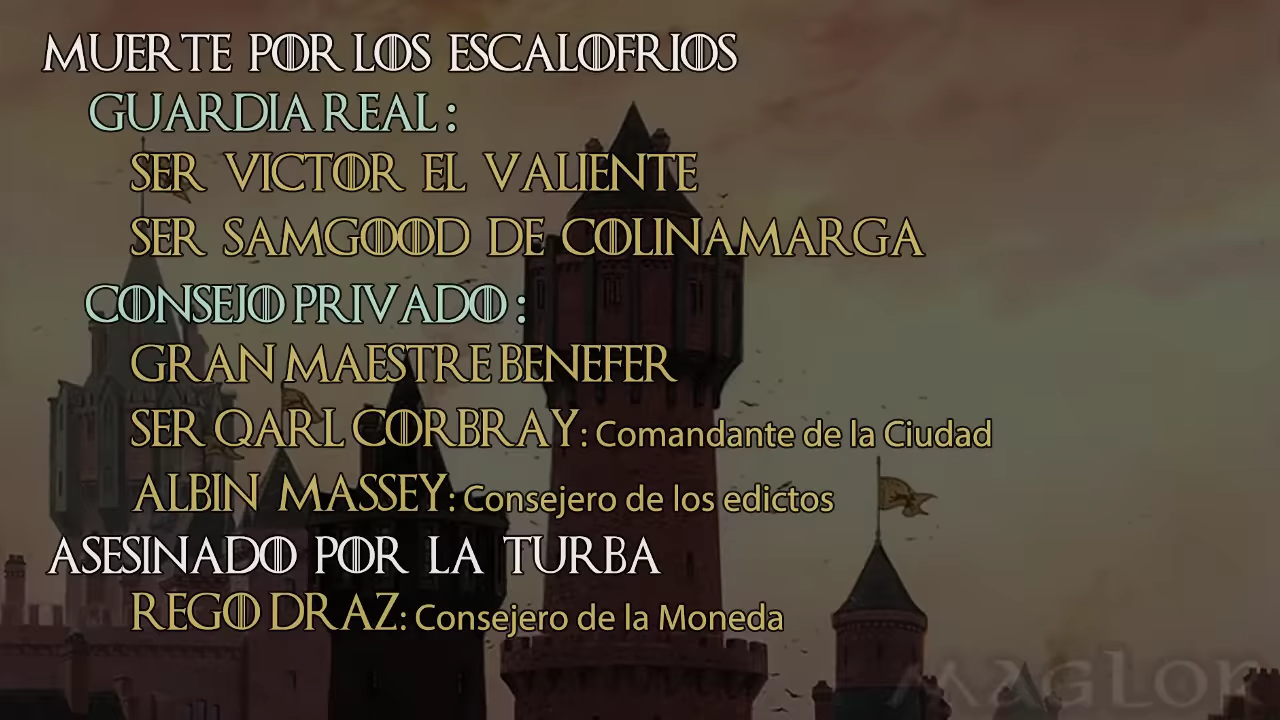 MUERTE POR LOS ESCALOFRIOS
GUARDIA REAL :
SER VICTOR EL VALIENTE
SER SAMGOOD DE COLINAMARGA
CONSEJO PRIVADO :
GRAN MAESTRE BENEFER
SER QARL CORBRAY: Comandante de la Ciudad
ALBIN MASSEY: Consejero de los edictos
ASESINADO POR LA TURBA
REGO DRAZ: Consejero de la Moneda
MAGLOR